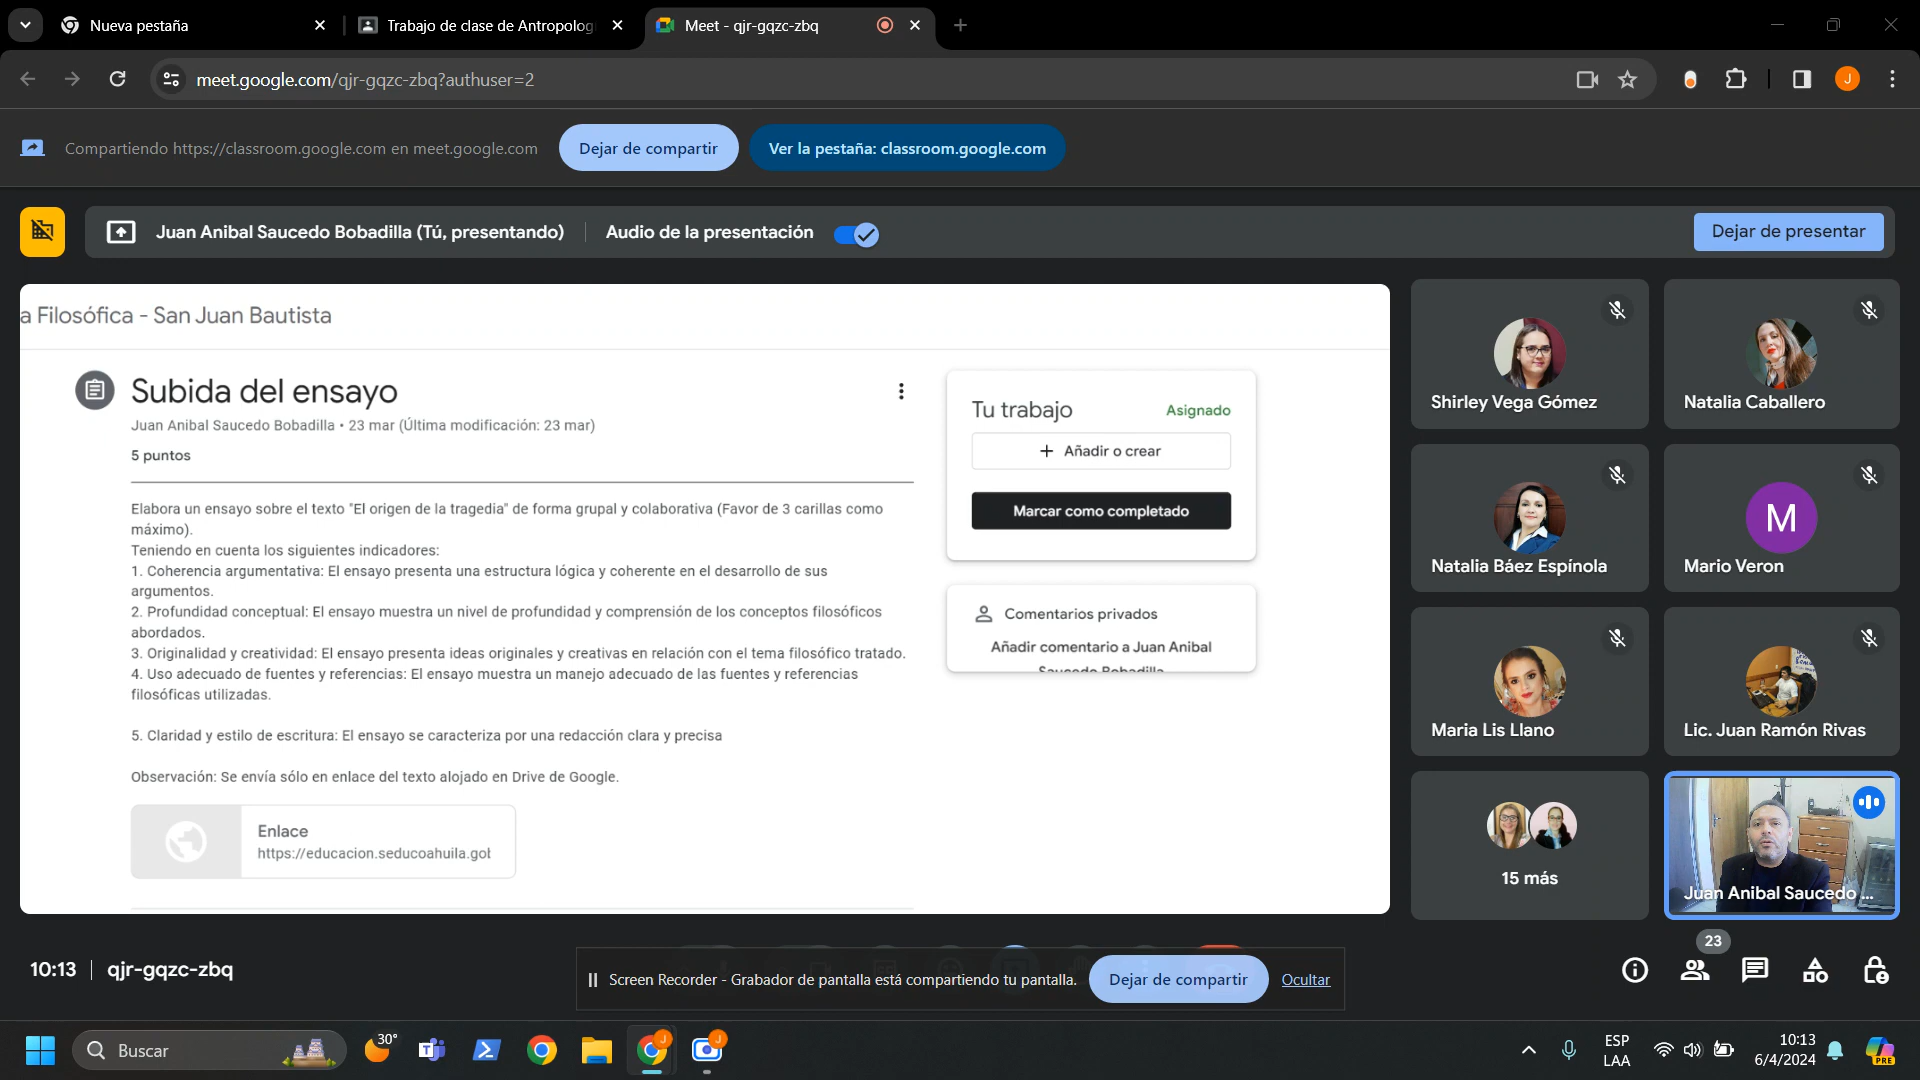 Nueva pestaña
Trabajo de clase de Antropolog
Meet - qjr-gqzc-zbq
meet.google.com/qjr-gqzc-zbq?authuser=2
J
Compartiendo https://classroom.google.com en meet.google.com
Dejar de compartir
Ver la pestaña: classroom.google.com
Juan Anibal Saucedo Bobadilla (Tú, presentando)
Audio de la presentación
Dejar de presentar
a Filosófica - San Juan Bautista
Subida del ensayo
Juan Anibal Saucedo Bobadilla • 23 mar (Última modificación: 23 mar)
5 puntos
Elabora un ensayo sobre el texto "El origen de la tragedia" de forma grupal y colaborativa (Favor de 3 carillas como
máximo).
Teniendo en cuenta los siguientes indicadores:
1. Coherencia argumentativa: El ensayo presenta una estructura lógica y coherente en el desarrollo de sus
argumentos.
2. Profundidad conceptual: El ensayo muestra un nivel de profundidad y comprensión de los conceptos filosóficos
abordados.
3. Originalidad y creatividad: El ensayo presenta ideas originales y creativas en relación con el tema filosófico tratado.
4. Uso adecuado de fuentes y referencias: El ensayo muestra un manejo adecuado de las fuentes y referencias
filosóficas utilizadas.
5. Claridad y estilo de escritura: El ensayo se caracteriza por una redacción clara y precisa
Observación: Se envía sólo en enlace del texto alojado en Drive de Google.
Enlace
https://educacion.seducoahuila.gob
Tu trabajo
Asignado
+ Añadir o crear
Marcar como completado
Comentarios privados
Añadir comentario a Juan Anibal
Saucedo Bobadilla
Shirley Vega Gómez
Natalia Caballero
Natalia Báez Espínola
M
Mario Veron
Maria Lis Llano
Lic. Juan Ramón Rivas
15 más
Juan Anibal Saucedo ...
10:13
qjr-gqzc-zbq
Screen Recorder - Grabador de pantalla está compartiendo tu pantalla.
Dejar de compartir
Ocultar
23
Buscar
30°
J
J
ESP
LAA
10:13
6/4/2024
PRE